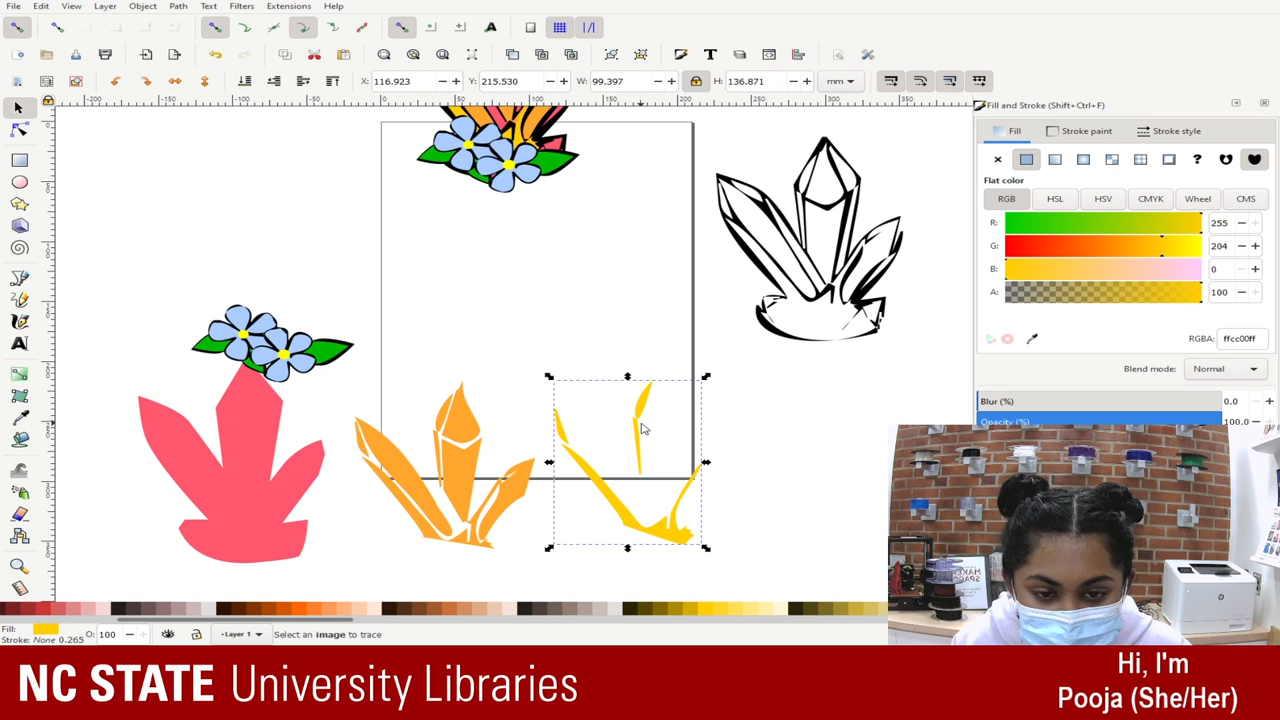 File Edit View Layer Object Path Text Filters Extensions Help
X: 116.923 Y: 215.530 W: 99.397 H: 136.871 mm
Fill and Stroke (Shift+Ctrl+F)
Fill Stroke paint Stroke style
Flat color
RGB HSL HSV CMYK Wheel CMS
R: 255
G: 204
B: 0
A: 100
RGBA: ffcc00ff
Blend mode: Normal
Blur (%) 0.0
Opacity (%) 100.0
Fill: O: 100 Layer 1 Select an image to trace
Stroke: None 0.265
NC STATE University Libraries
Hi, I'm
Pooja (She/Her)